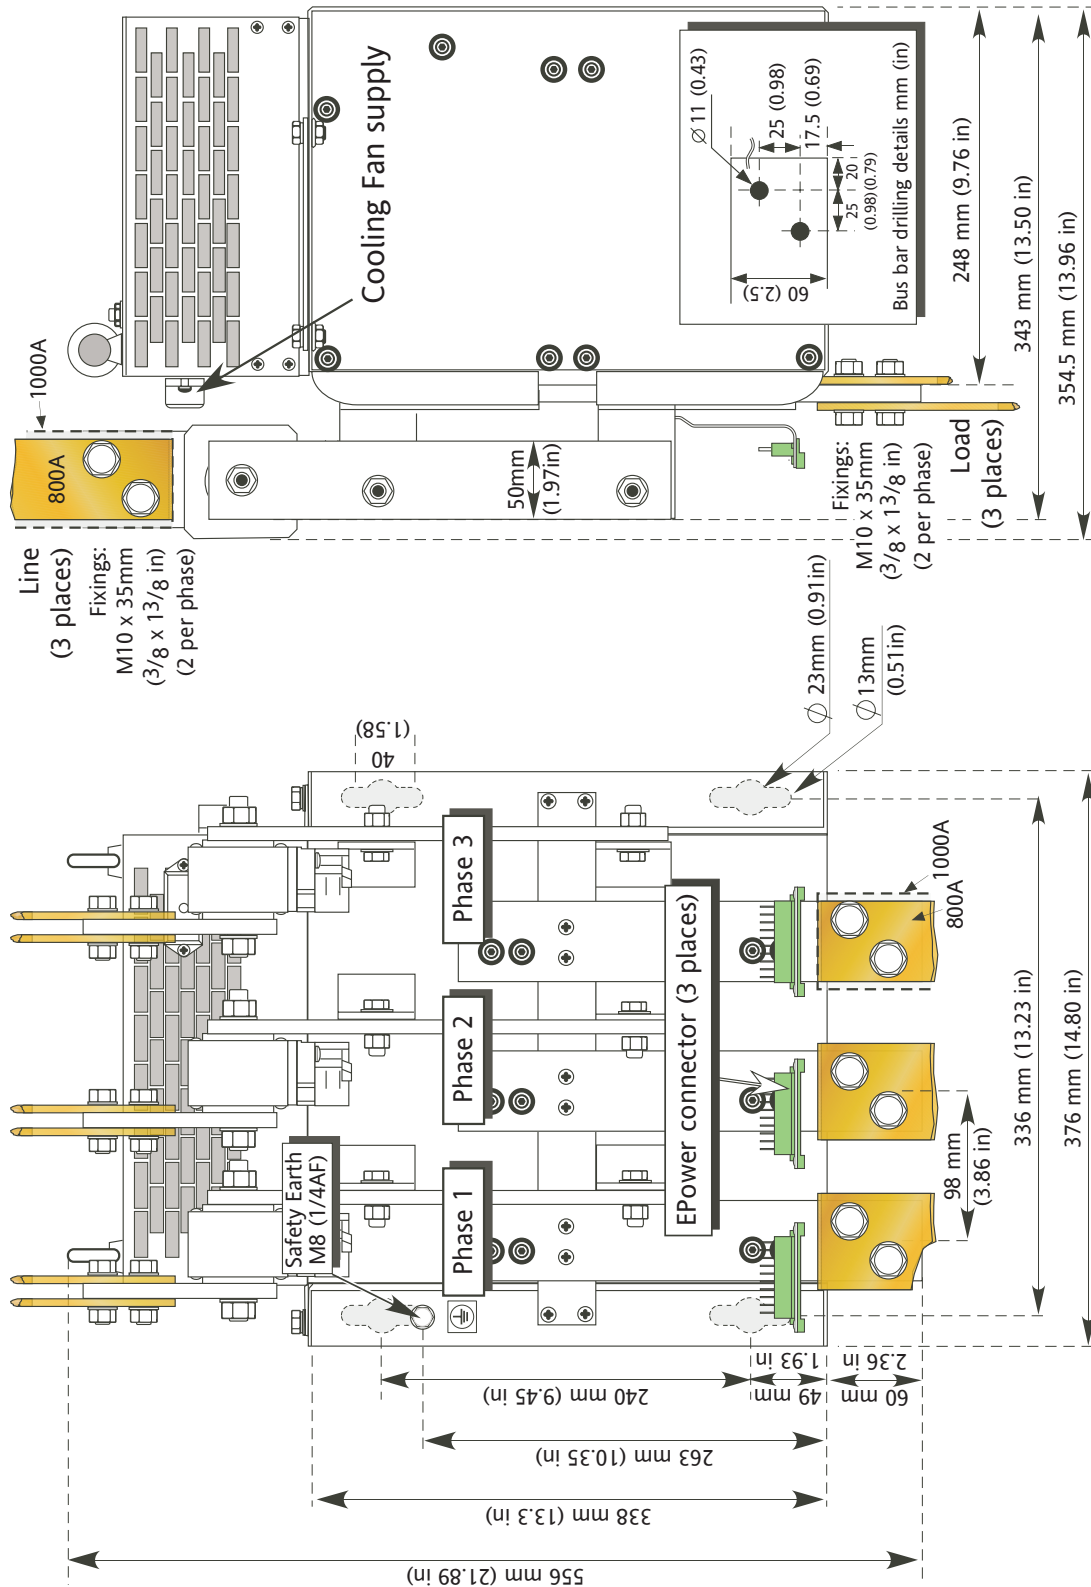 Line
(3 places)
Fixings:
M10 x 35mm
(3/8 x 13/8 in)
(2 per phase)
1000A
800A
Cooling Fan supply
50mm
(1.97in)
Ø 11 (0.43)
25 (0.98)
17.5 (0.69)
20
(0.79)
25
(0.98)
60 (2.5)
Bus bar drilling details mm (in)
Fixings:
M10 x 35mm
(3/8 x 13/8 in)
(2 per phase)
Load
(3 places)
248 mm (9.76 in)
343 mm (13.50 in)
354.5 mm (13.96 in)
40
(1.58)
Ø 23mm (0.91in)
Ø 13mm
(0.51in)
Phase 3
Phase 2
Phase 1
Safety Earth
M8 (1/4AF)
EPower connector (3 places)
1000A
800A
98 mm
(3.86 in)
336 mm (13.23 in)
376 mm (14.80 in)
240 mm (9.45 in)
49 mm
1.93 in
60 mm
2.36 in
263 mm (10.35 in)
338 mm (13.3 in)
556 mm (21.89 in)